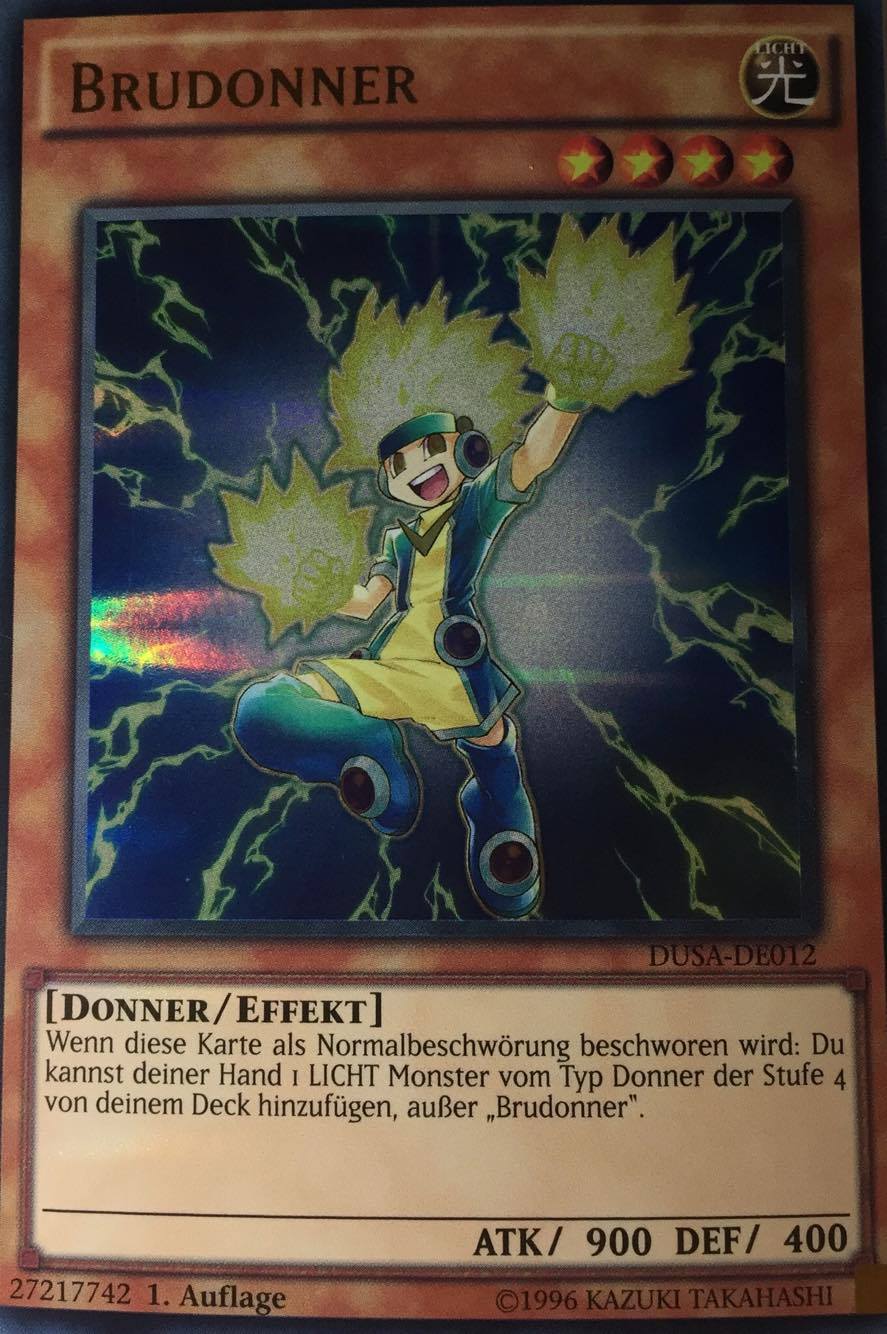 BRUDONNER
LICHT
光
DUSA-DE012
[DONNER/EFFEKT]
Wenn diese Karte als Normalbeschwörung beschworen wird: Du
kannst deiner Hand 1 LICHT Monster vom Typ Donner der Stufe 4
von deinem Deck hinzufügen, außer „Brudonner".
ATK/ 900 DEF/ 400
27217742 1. Auflage ©1996 KAZUKI TAKAHASHI